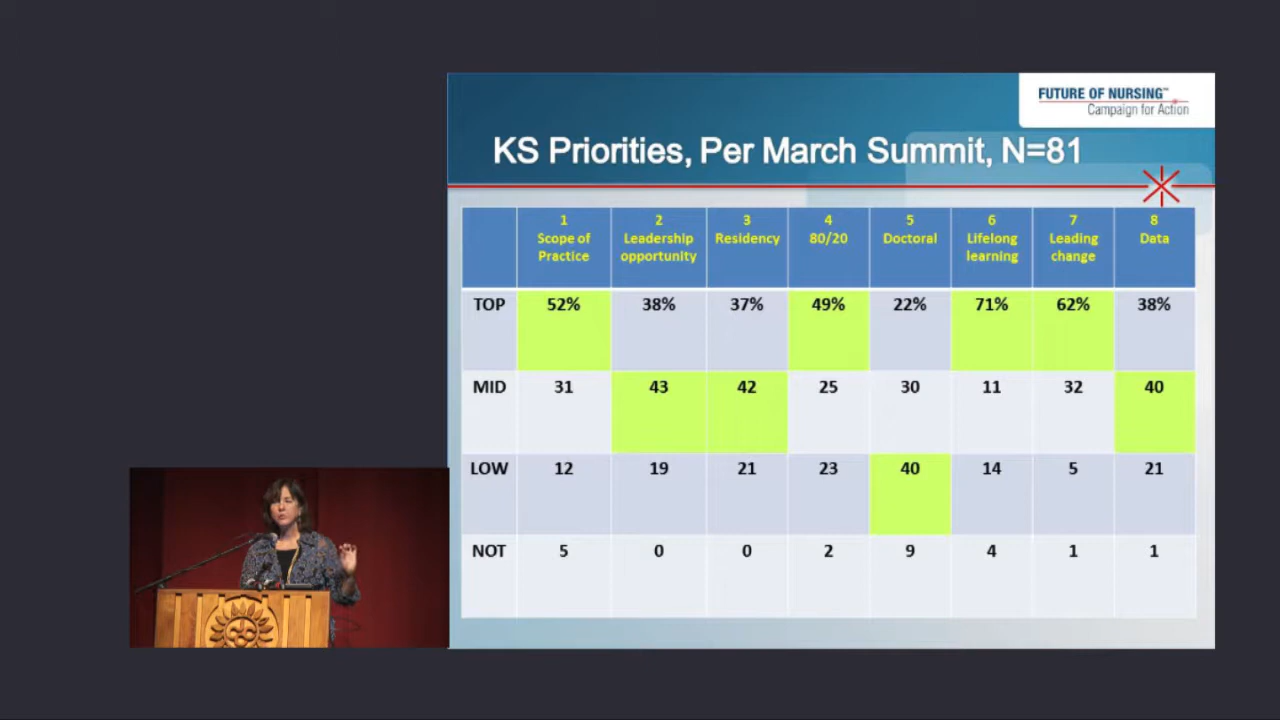 FUTURE OF NURSING™
Campaign for Action
KS Priorities, Per March Summit, N=81
1 2 3 4 5 6 7 8
Scope of Leadership Residency 80/20 Doctoral Lifelong Leading Data
Practice opportunity learning change
TOP 52% 38% 37% 49% 22% 71% 62% 38%
MID 31 43 42 25 30 11 32 40
LOW 12 19 21 23 40 14 5 21
NOT 5 0 0 2 9 4 1 1